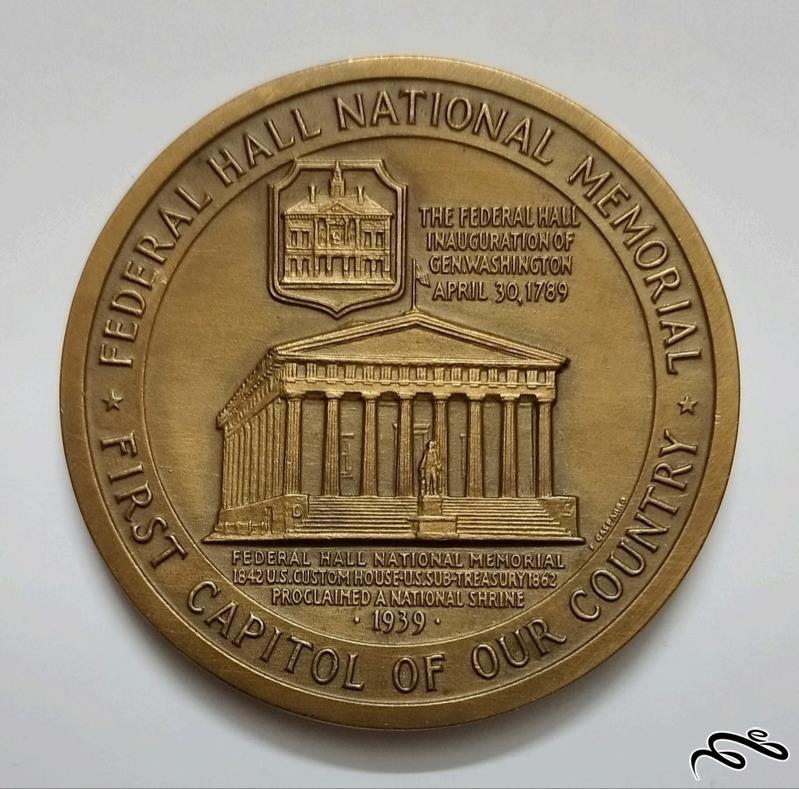 FEDERAL HALL NATIONAL MEMORIAL
THE FEDERAL HALL
INAUGURATION OF
GEN.WASHINGTON
APRIL 30, 1789
FEDERAL HALL NATIONAL MEMORIAL
1842 U.S. CUSTOM HOUSE-U.S. SUB-TREASURY 1862
PROCLAIMED A NATIONAL SHRINE
· 1939 ·
★ FIRST CAPITOL OF OUR COUNTRY ★